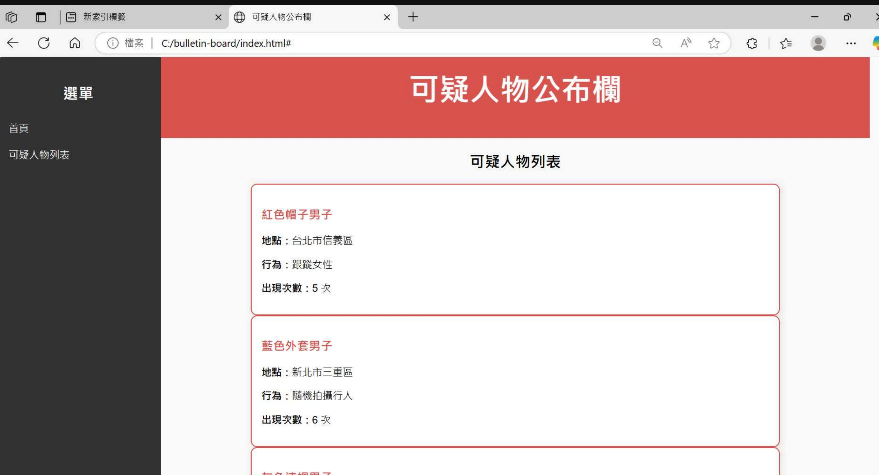 新索引標籤
可疑人物公布欄
檔案
C:/bulletin-board/index.html#
選單
首頁
可疑人物列表
可疑人物公布欄
可疑人物列表
紅色帽子男子
地點：台北市信義區
行為：跟蹤女性
出現次數：5 次
藍色外套男子
地點：新北市三重區
行為：隨機拍攝行人
出現次數：6 次